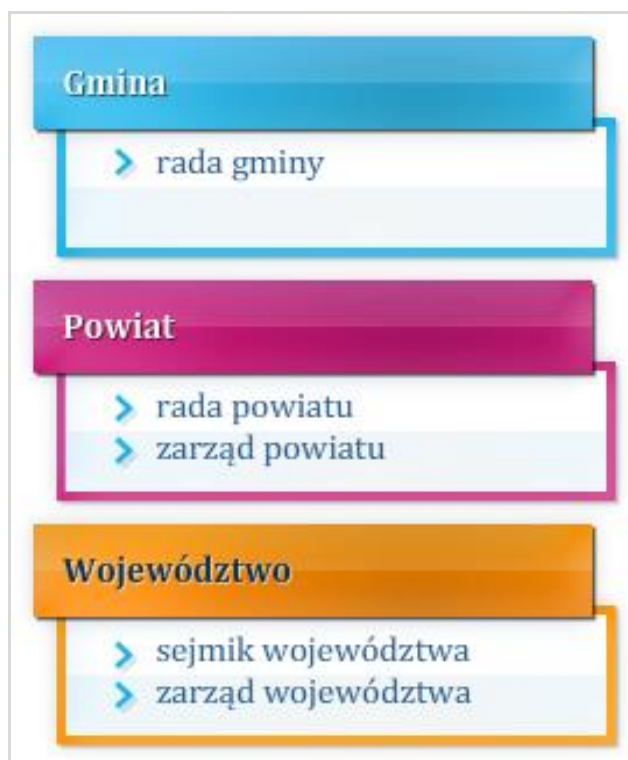 Gmina
rada gminy
Powiat
rada powiatu
zarząd powiatu
Województwo
sejmik województwa
zarząd województwa